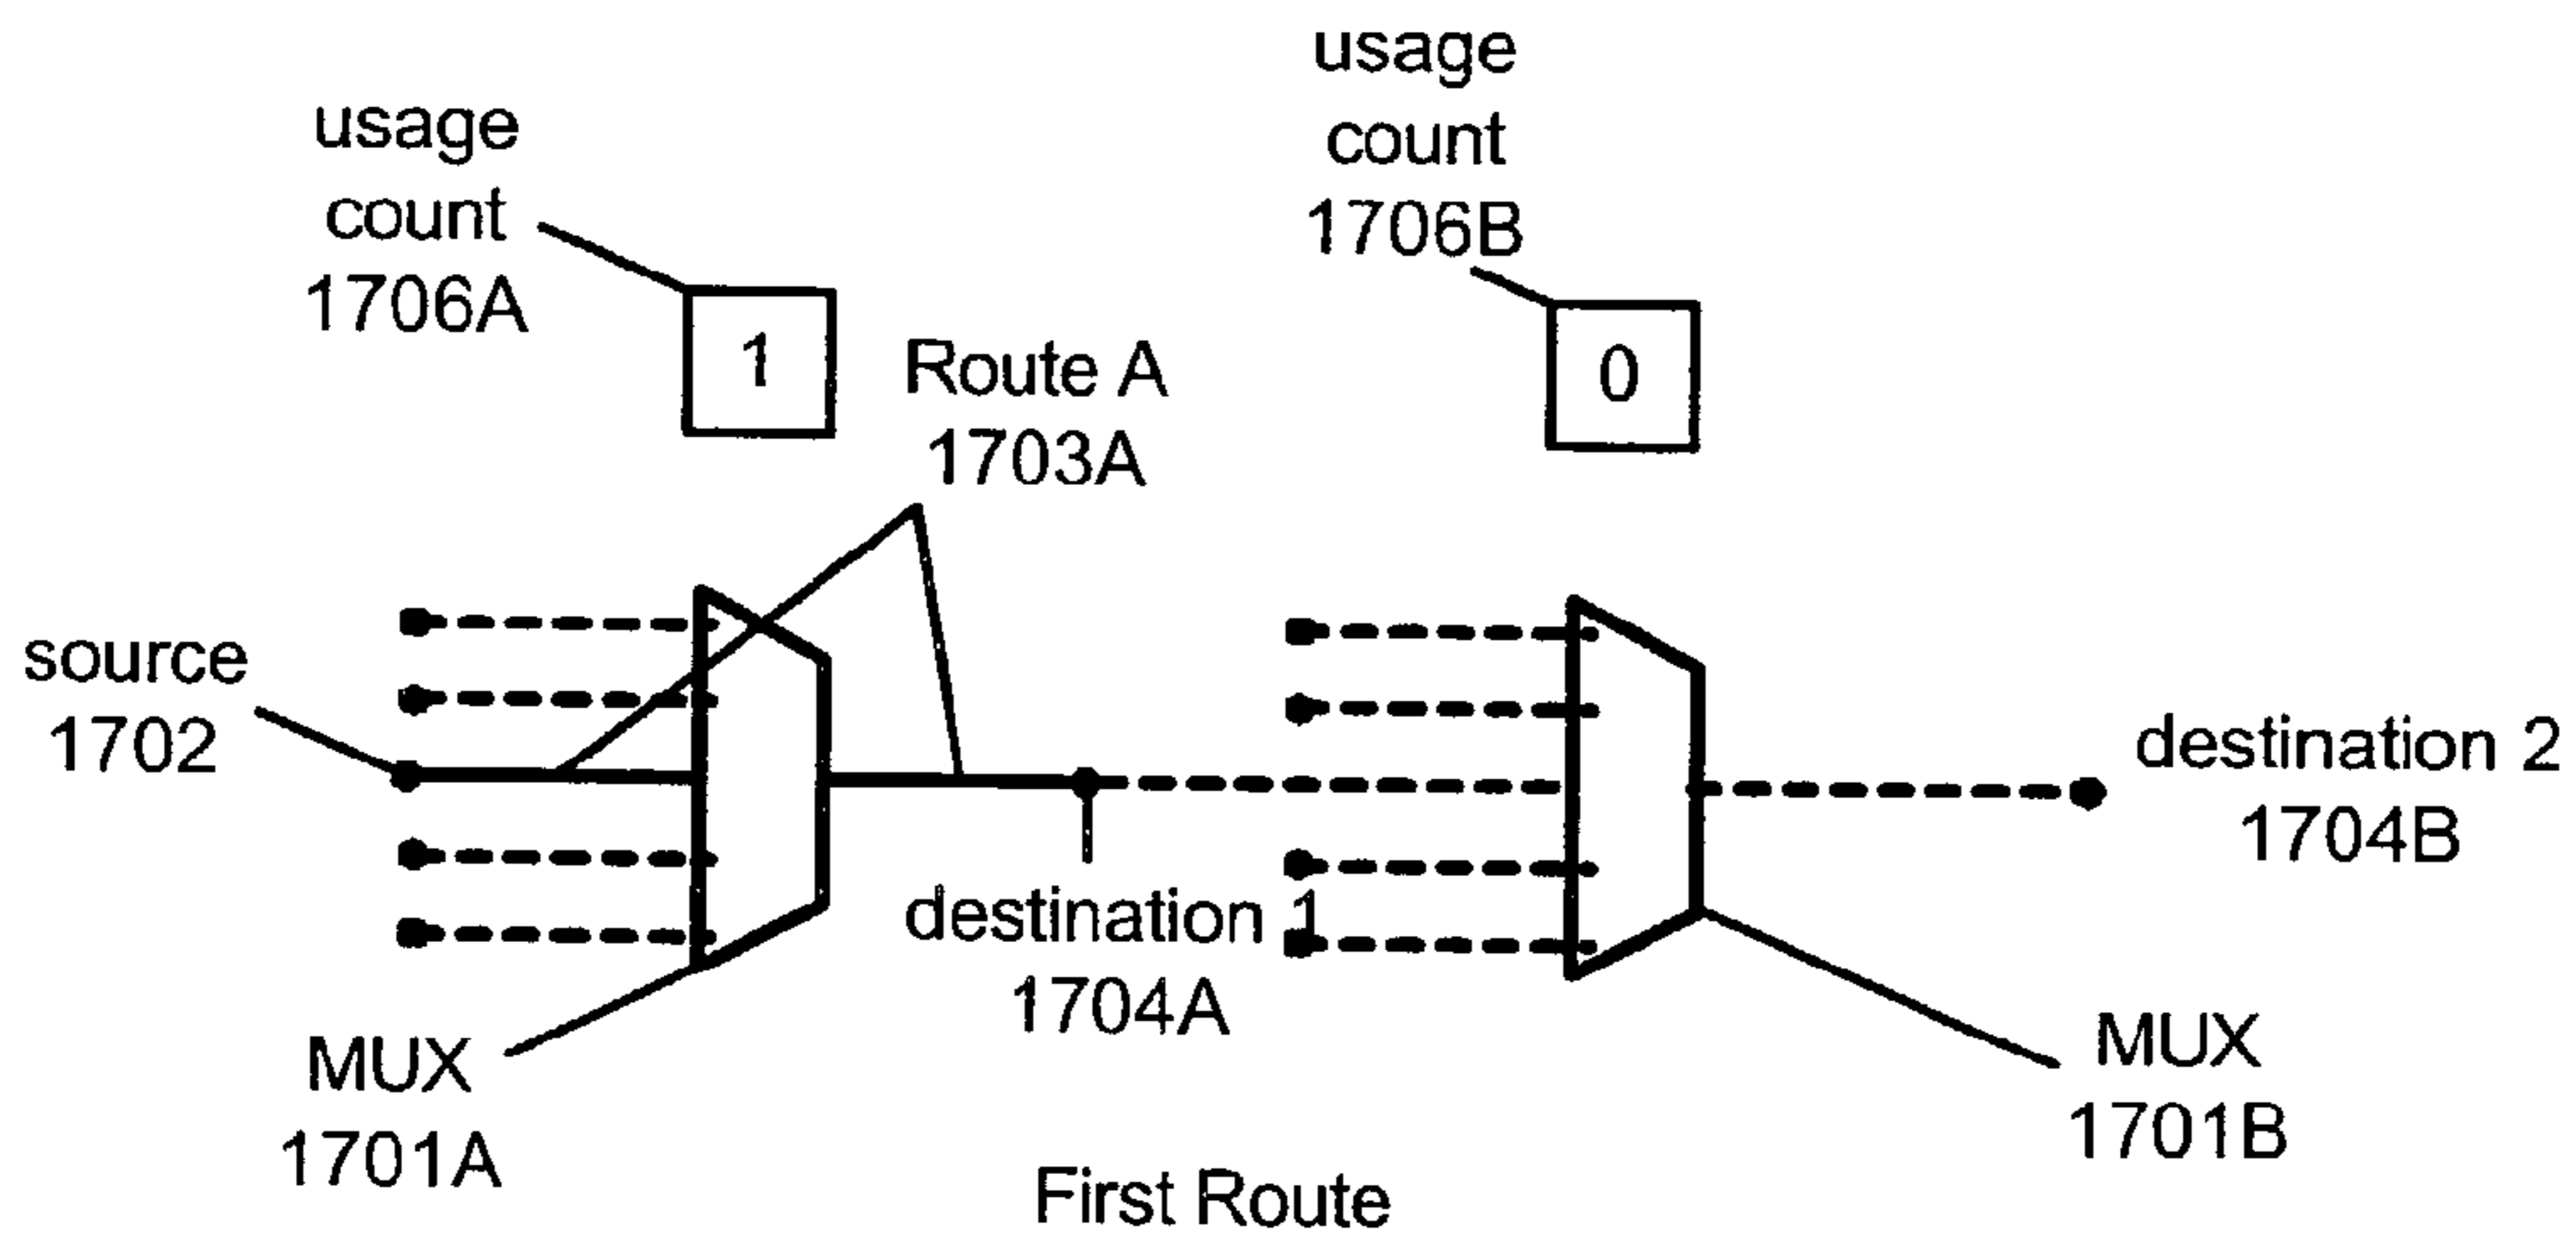 usage
count
1706A
usage
count
1706B
1
0
Route A
1703A
source
1702
destination 1
1704A
destination 2
1704B
MUX
1701A
MUX
1701B
First Route